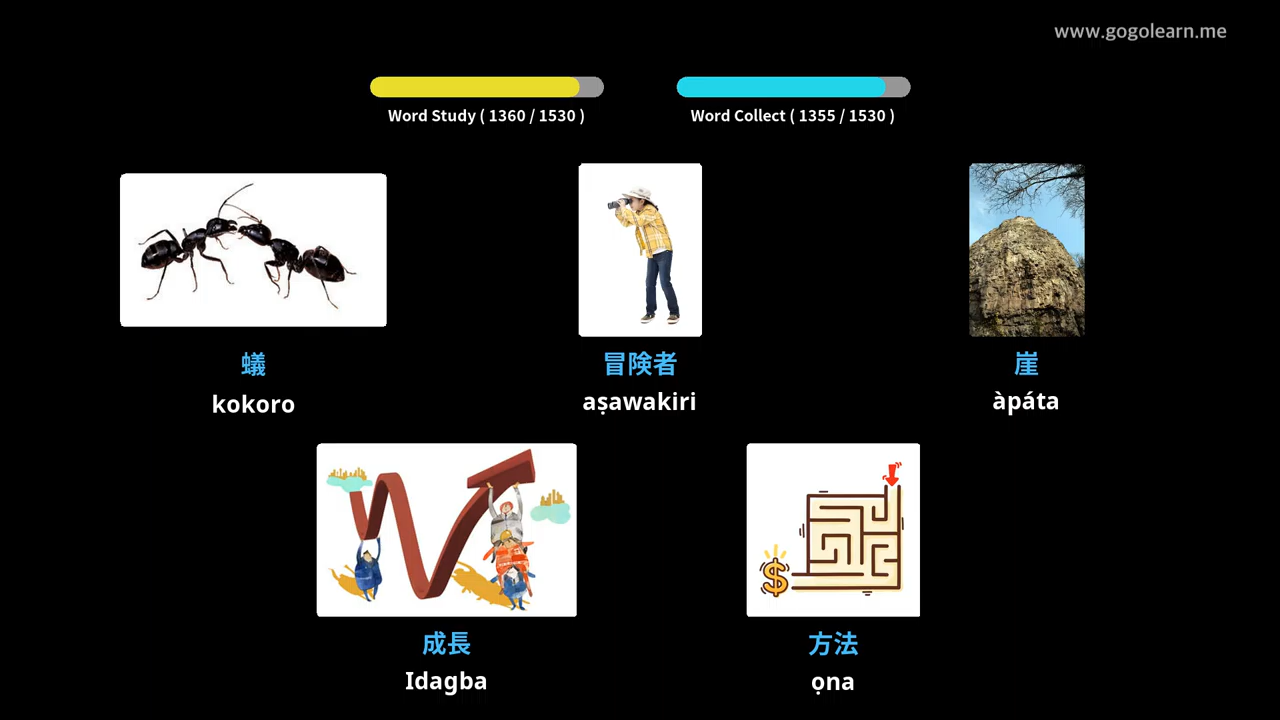 www.gogolearn.me
Word Study ( 1360 / 1530 )
Word Collect ( 1355 / 1530 )
蟻
kokoro
冒険者
aṣawakiri
崖
àpáta
成長
Idagba
方法
ọna